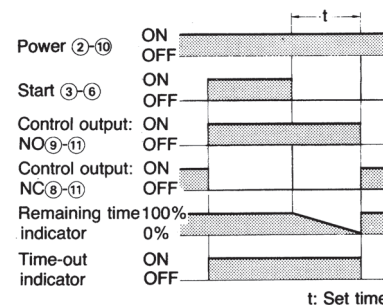 t
Power ②-⑩ ON
OFF
Start ③-⑥ ON
OFF
Control output: ON
NO⑨-⑪ OFF
Control output: ON
NC⑧-⑪ OFF
Remaining time 100%
indicator 0%
Time-out ON
indicator OFF
t: Set time